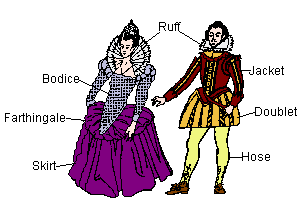 Ruff
Bodice
Jacket
Farthingale
Doublet
Skirt
Hose